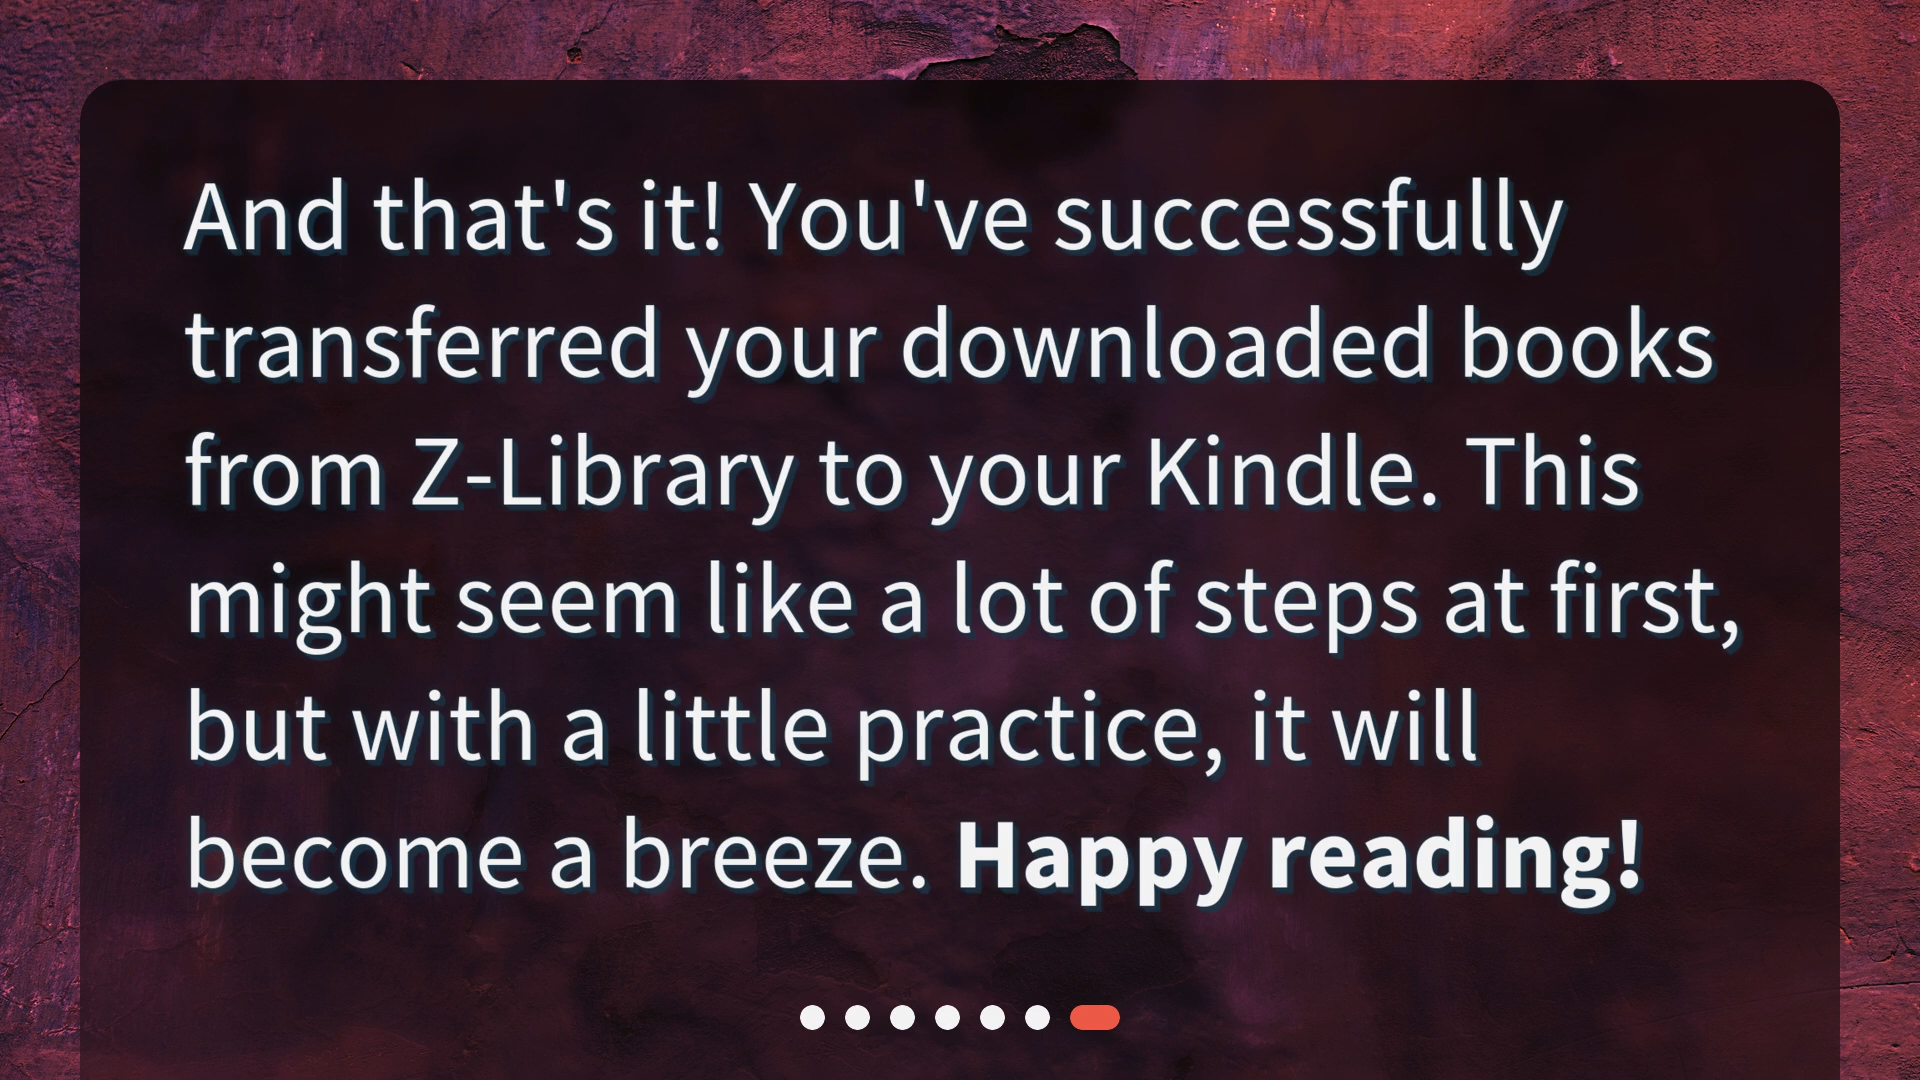 And that's it! You've successfully
transferred your downloaded books
from Z-Library to your Kindle. This
might seem like a lot of steps at first,
but with a little practice, it will
become a breeze. Happy reading!